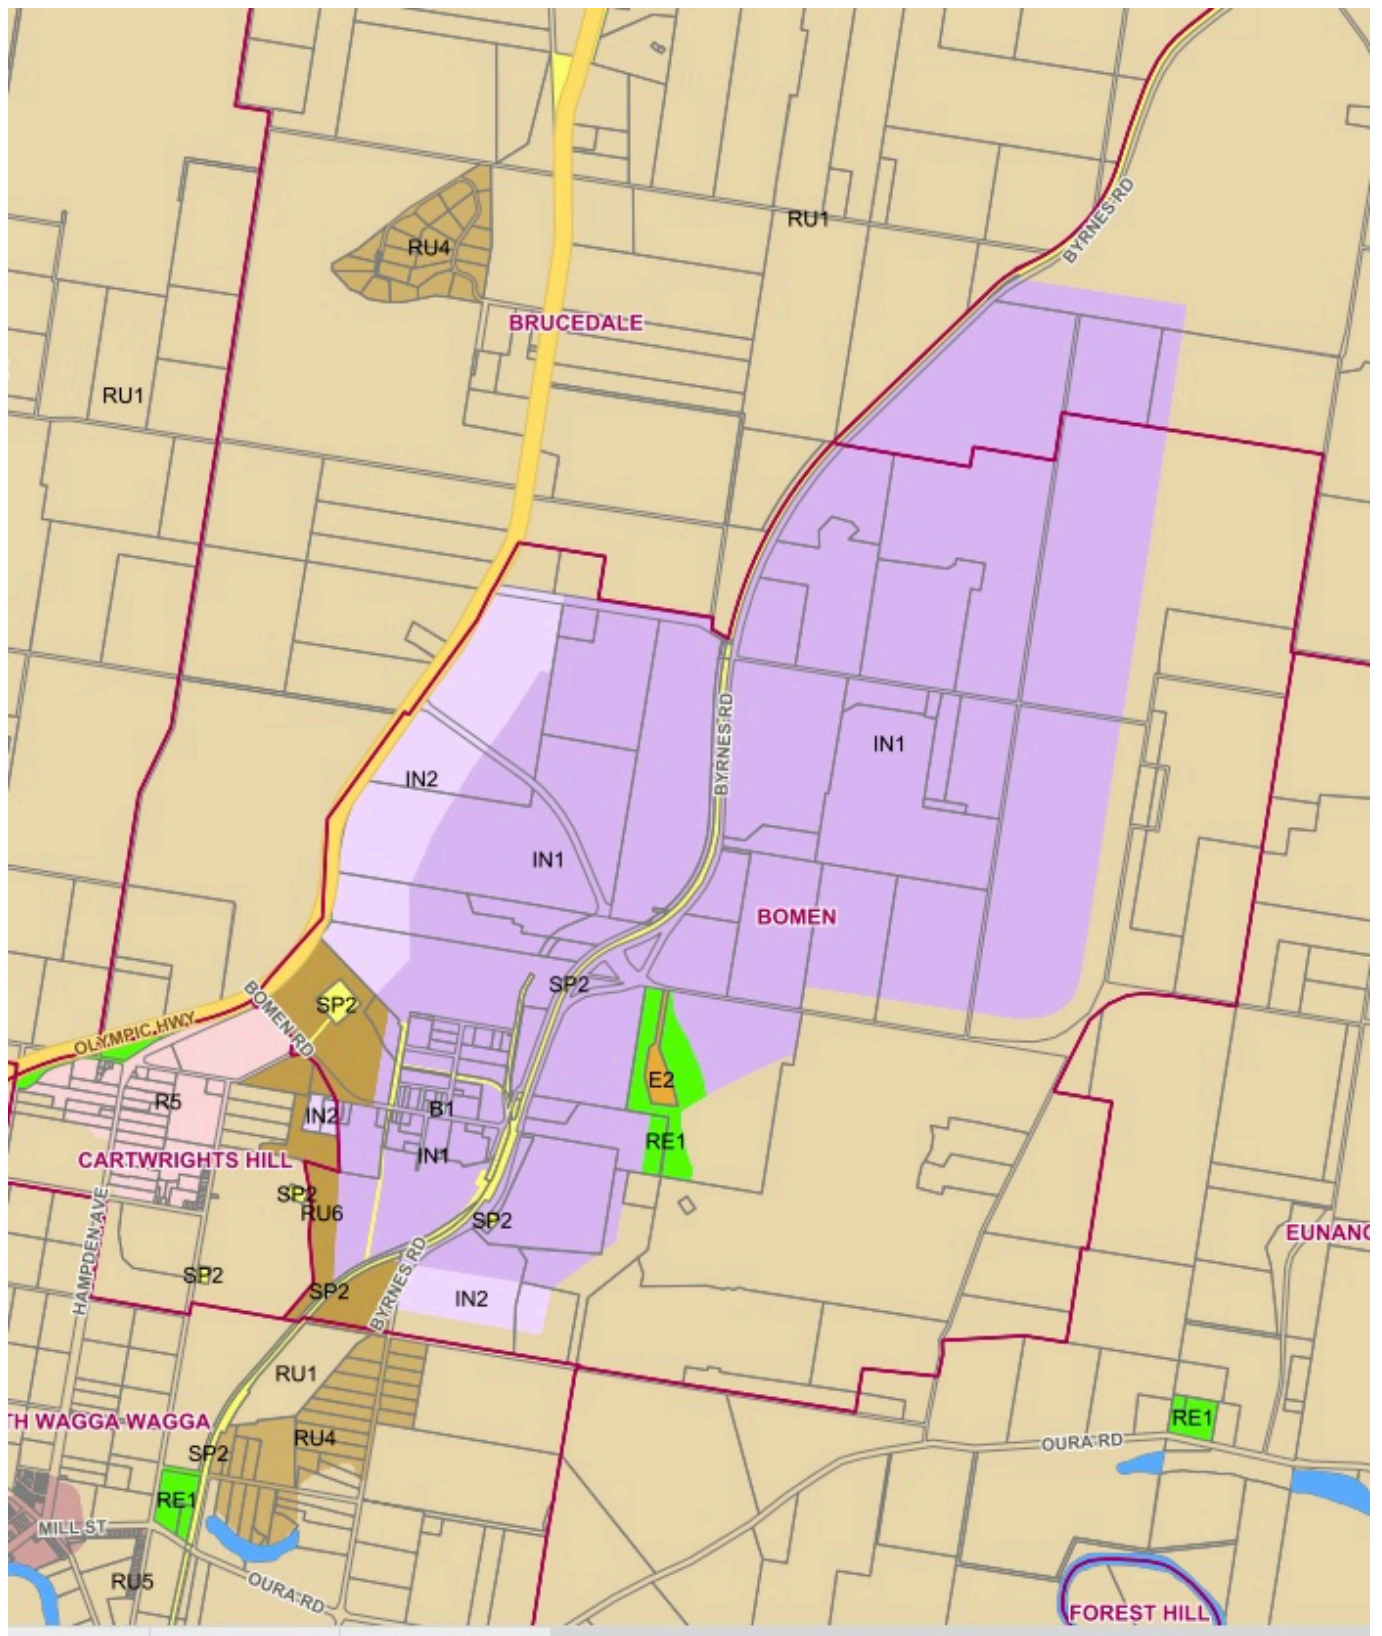 RU1
BYRNES RD
RU4
BRUCEDALE
RU1
IN1
BYRNES RD
IN2
IN1
BOMEN
SP2
SP2
BOMEN RD
OLYMPIC HWY
E2
R5
B1
IN2
RE1
IN1
CARTWRIGHTS HILL
SP2
RU6
SP2
EUNANO
HAMPDEN AVE
SP2
BYRNES RD
SP2
IN2
RU1
RE1
TH WAGGA WAGGA
RU4
OURA RD
SP2
RE1
MILL ST
RU5
OURA RD
FOREST HILL